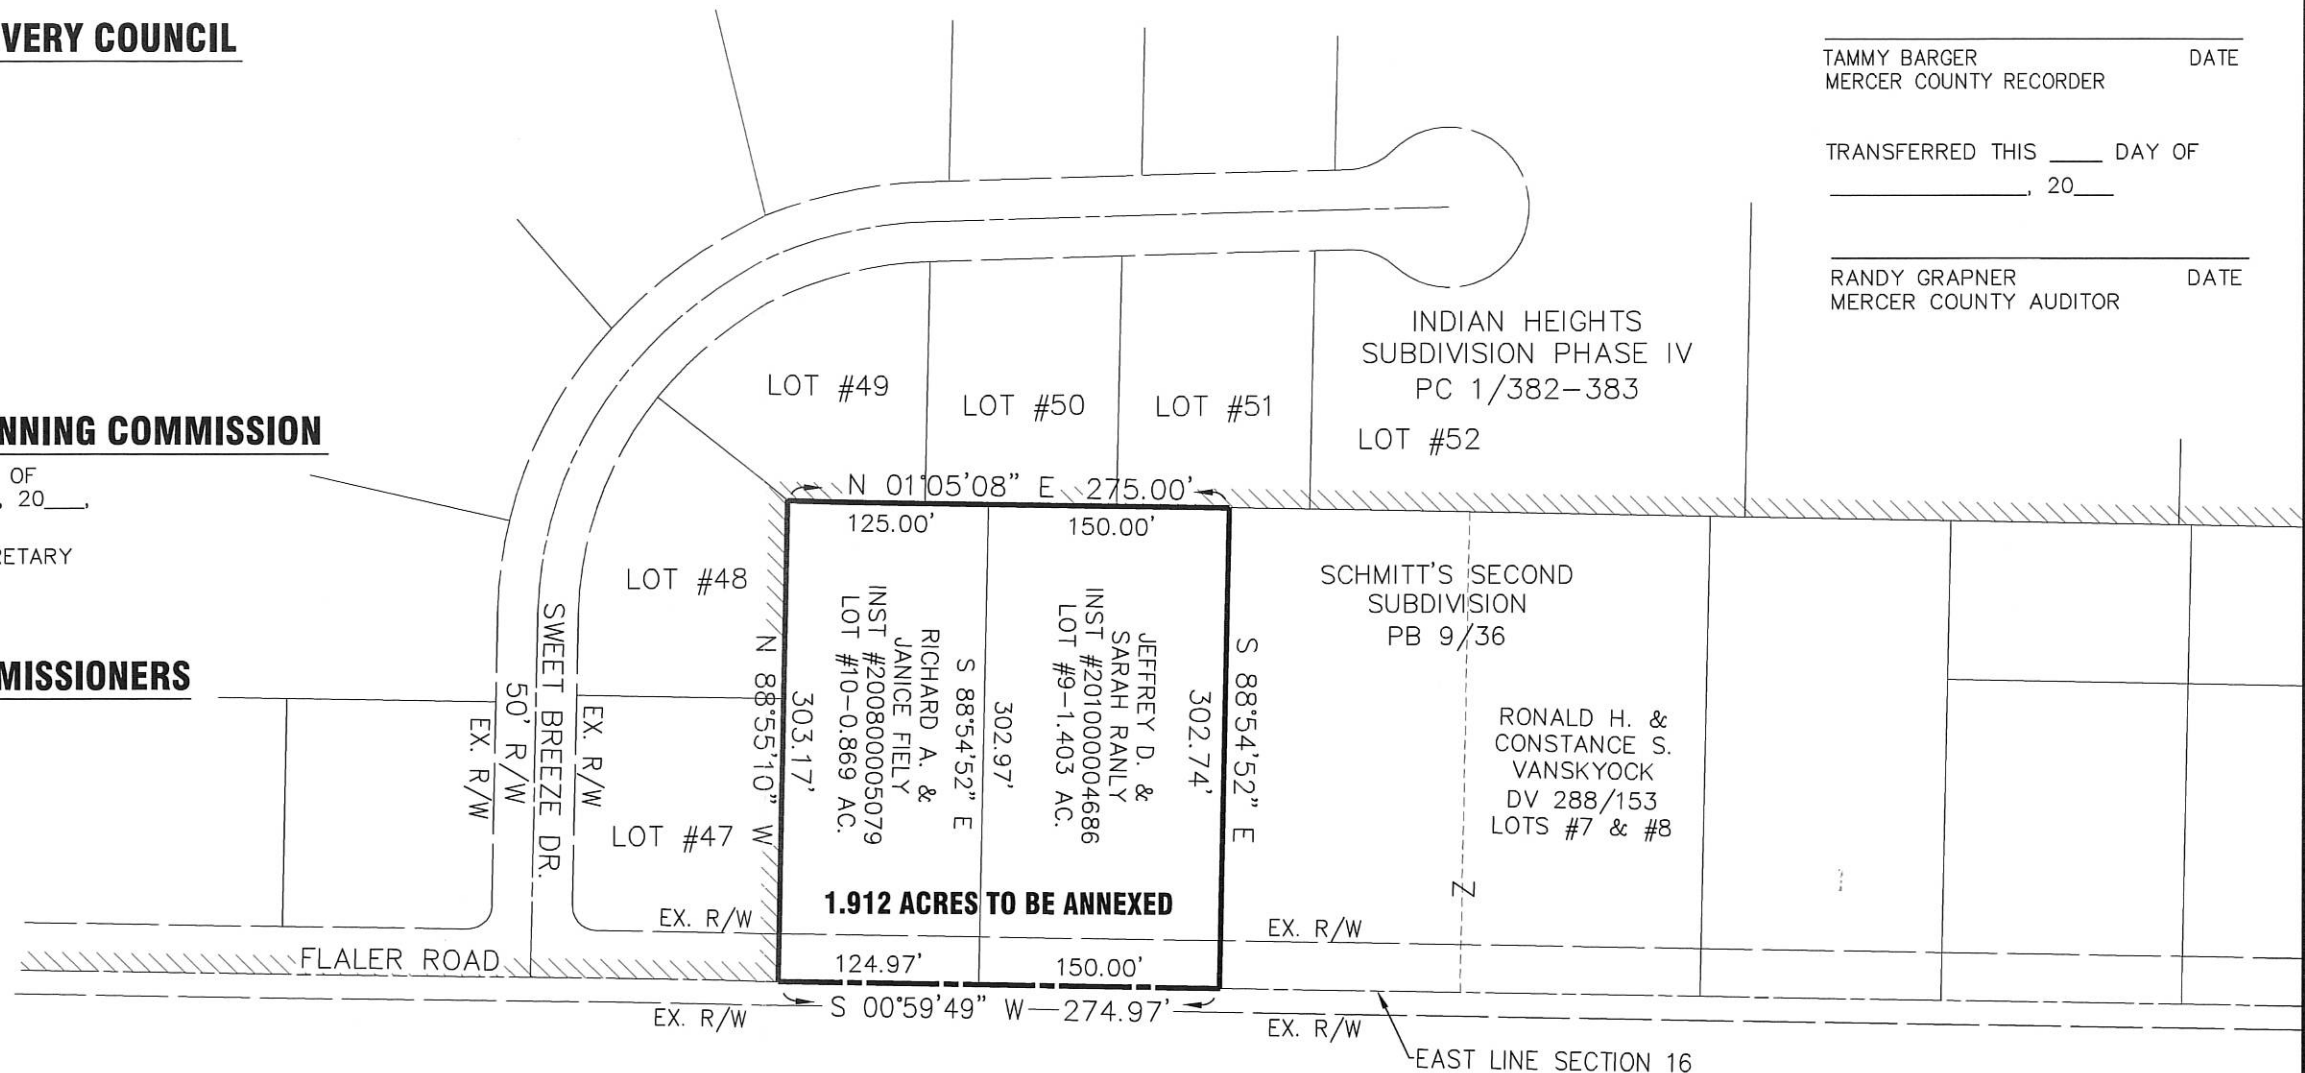 VERY COUNCIL
NNING COMMISSION
OF
, 20___,
RETARY
MISSIONERS
TAMMY BARGER DATE
MERCER COUNTY RECORDER
TRANSFERRED THIS ____ DAY OF
______________, 20___
RANDY GRAPNER DATE
MERCER COUNTY AUDITOR
INDIAN HEIGHTS
SUBDIVISION PHASE IV
PC 1/382-383
LOT #49
LOT #50
LOT #51
LOT #52
N 01°05'08" E 275.00'
125.00'
150.00'
LOT #48
LOT #47
SWEET BREEZE DR.
50' R/W
EX. R/W
EX. R/W
N 88°55'10" W
303.17'
RICHARD A. &
JANICE FIELY
INST #200800005079
LOT #10-0.869 AC.
S 88°54'52" E
302.97'
JEFFREY D. &
SARAH RANLY
INST #201000004686
LOT #9-1.403 AC.
302.74'
S 88°54'52" E
SCHMITT'S SECOND
SUBDIVISION
PB 9/36
RONALD H. &
CONSTANCE S.
VANSKYOCK
DV 288/153
LOTS #7 & #8
Z
1.912 ACRES TO BE ANNEXED
EX. R/W
EX. R/W
FLALER ROAD
124.97'
150.00'
S 00°59'49" W 274.97'
EX. R/W
EX. R/W
EAST LINE SECTION 16